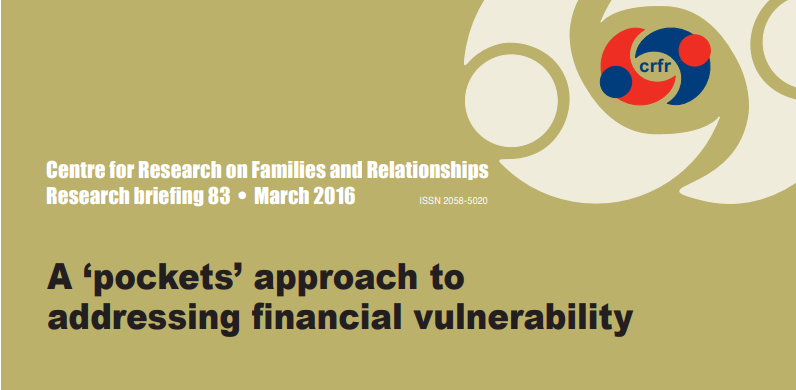 crfr
Centre for Research on Families and Relationships
Research briefing 83 • March 2016
ISSN 2058-5020
A ‘pockets’ approach to
addressing financial vulnerability